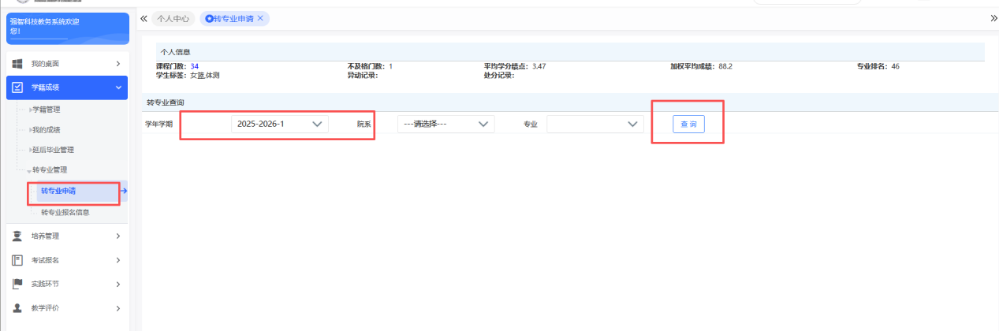 强智科技教务系统欢迎
您！
个人中心 转专业申请 ×
我的桌面
学籍成绩
学籍管理
我的成绩
延后毕业管理
转专业管理
转专业申请
转专业报名信息
培养管理
考试报名
实践环节
教学评价
个人信息
课程门数：34 不及格门数：1 平均学分绩点：3.47 加权平均成绩：88.2 专业排名：46
学生标签：女篮,体测 异动记录： 处分记录：
转专业查询
学年学期 2025-2026-1 院系 ---请选择--- 专业 查 询